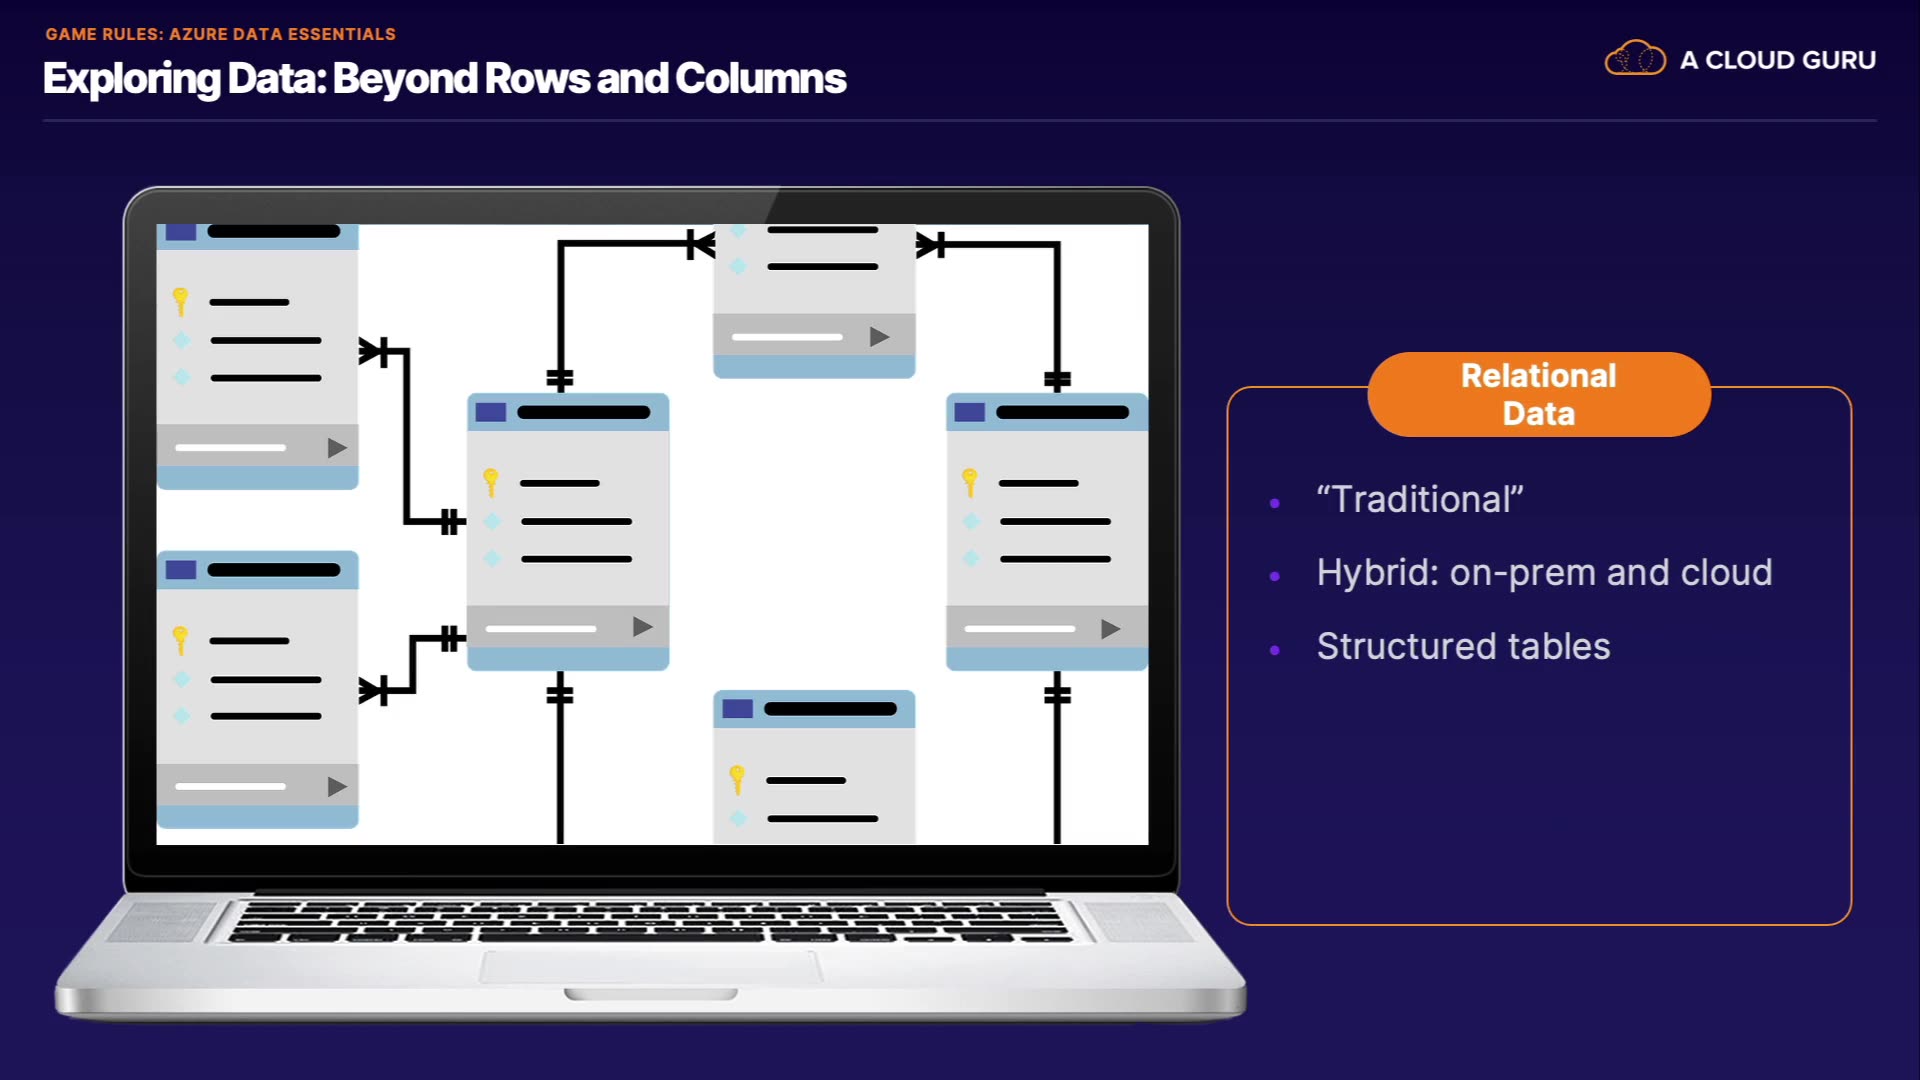 GAME RULES: AZURE DATA ESSENTIALS
Exploring Data: Beyond Rows and Columns
A CLOUD GURU
Relational
Data
“Traditional”
Hybrid: on-prem and cloud
Structured tables